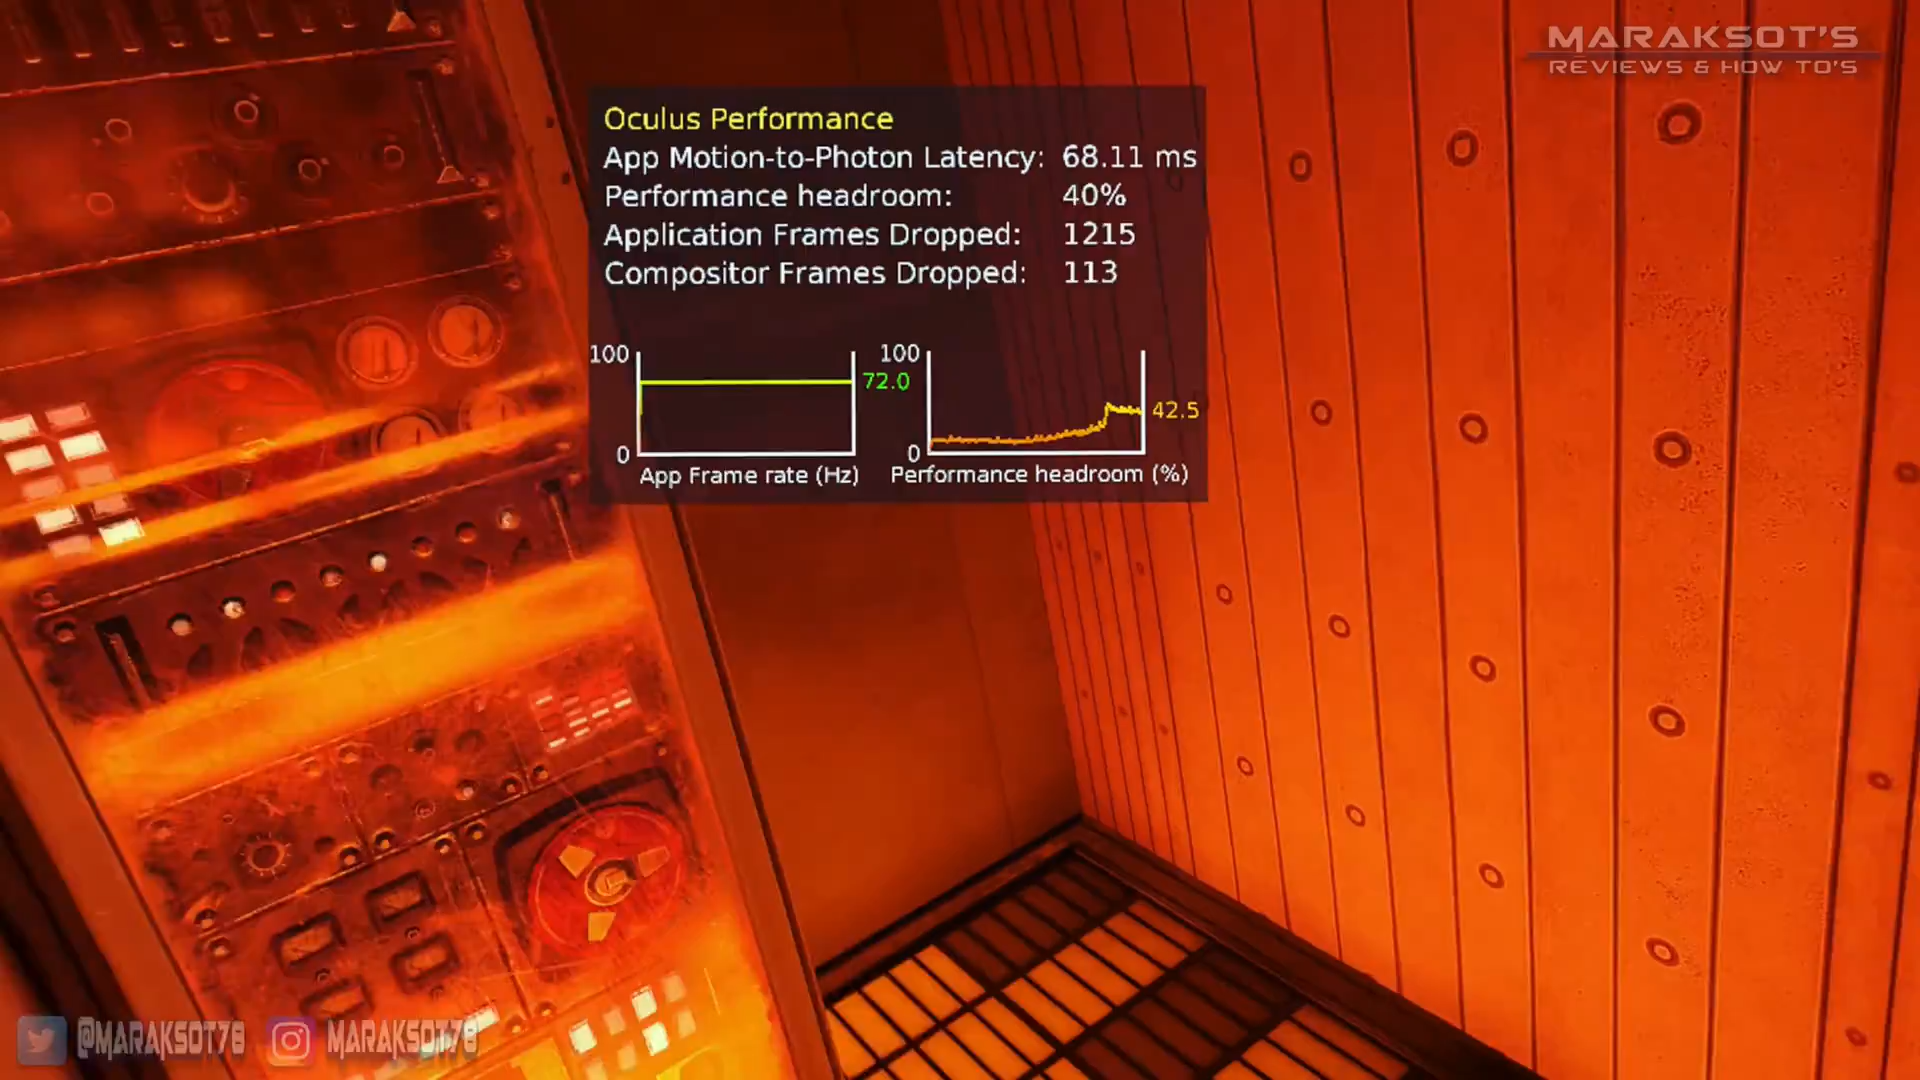 MARAKSOT'S
REVIEWS & HOW TO'S
Oculus Performance
App Motion-to-Photon Latency: 68.11 ms
Performance headroom: 40%
Application Frames Dropped: 1215
Compositor Frames Dropped: 113
100
72.0
0
App Frame rate (Hz)
100
42.5
0
Performance headroom (%)
@MARAKSOT78
MARAKSOT78